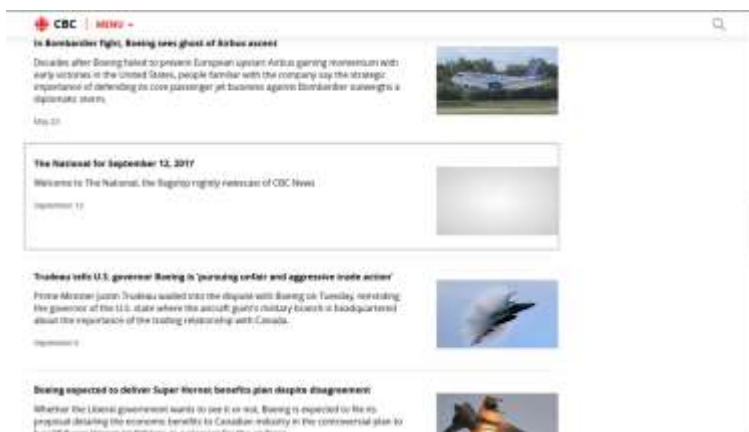 CBC | MENU
In Bombardier fight, Boeing sees ghost of Airbus ascent
Decades after Boeing failed to prevent European upstart Airbus gaining momentum with
early victories in the United States, people familiar with the company say the strategic
importance of defending its core passenger jet business against Bombardier outweighs a
diplomatic storm.
May 23
The National for September 12, 2017
Welcome to The National, the flagship nightly newscast of CBC News
September 12
Trudeau tells U.S. governor Boeing is 'pursuing unfair and aggressive trade action'
Prime Minister Justin Trudeau waded into the dispute with Boeing on Tuesday, reminding
the governor of the U.S. state where the aircraft giant's military branch is headquartered
about the importance of the trading relationship with Canada.
September
Boeing expected to deliver Super Hornet benefits plan despite disagreement
Whether the Liberal government wants to see it or not, Boeing is expected to file its
proposal detailing the economic benefits to Canadian industry in the controversial plan to